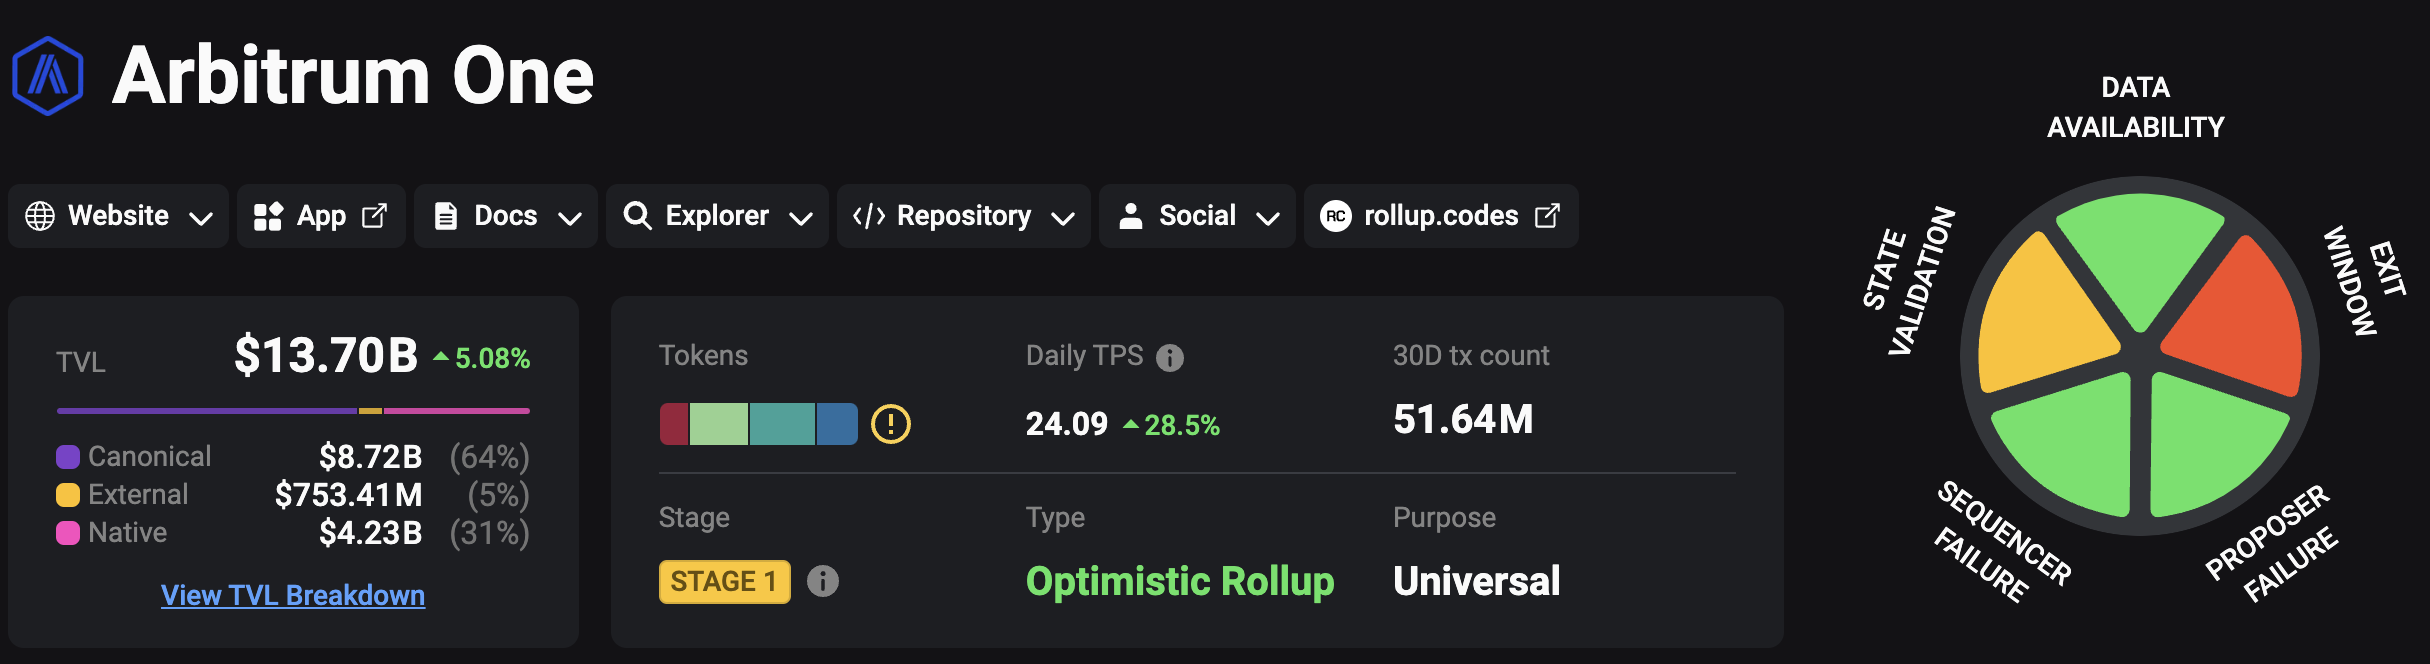 Arbitrum One
Website
App
Docs
Explorer
</> Repository
Social
RC rollup.codes
TVL $13.70B 5.08%
Canonical $8.72B (64%)
External $753.41M (5%)
Native $4.23B (31%)
View TVL Breakdown
Tokens
Daily TPS
24.09 28.5%
30D tx count
51.64M
Stage
STAGE 1
Type
Optimistic Rollup
Purpose
Universal
DATA
AVAILABILITY
STATE
VALIDATION
EXIT
WINDOW
SEQUENCER
FAILURE
PROPOSER
FAILURE